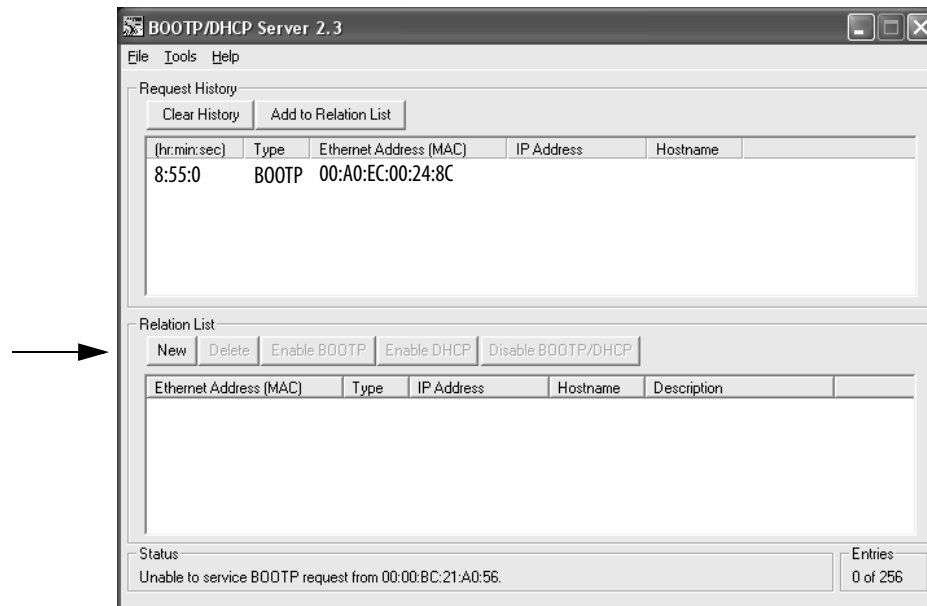 BOOTP/DHCP Server 2.3
File Tools Help
Request History
Clear History Add to Relation List
(hr:min:sec) Type Ethernet Address (MAC) IP Address Hostname
8:55:0 BOOTP 00:A0:EC:00:24:8C
Relation List
New Delete Enable BOOTP Enable DHCP Disable BOOTP/DHCP
Ethernet Address (MAC) Type IP Address Hostname Description
Status Entries
Unable to service BOOTP request from 00:00:BC:21:A0:56. 0 of 256